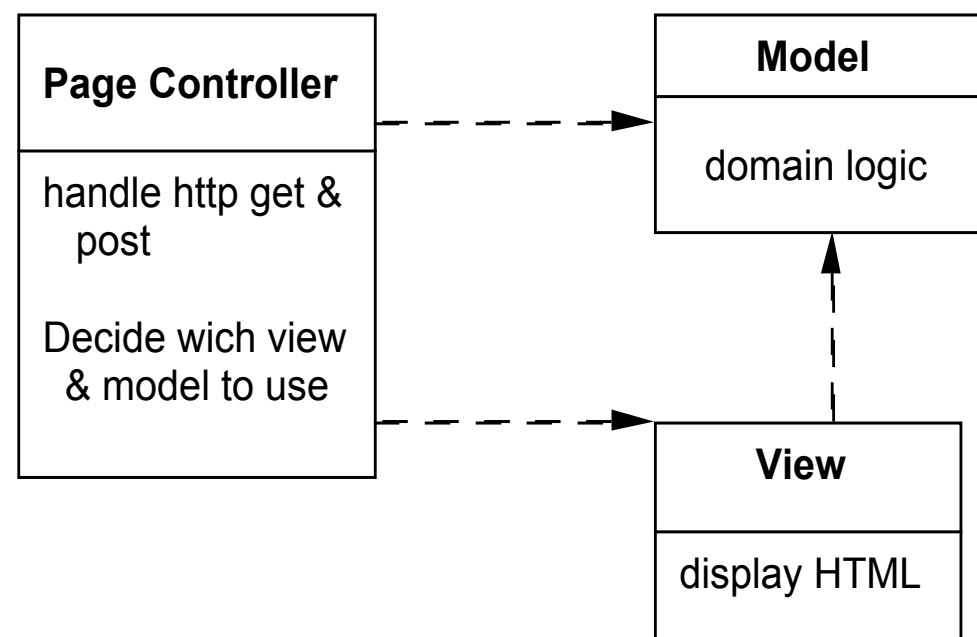 Page Controller
handle http get &
post
Decide wich view
& model to use
Model
domain logic
View
display HTML